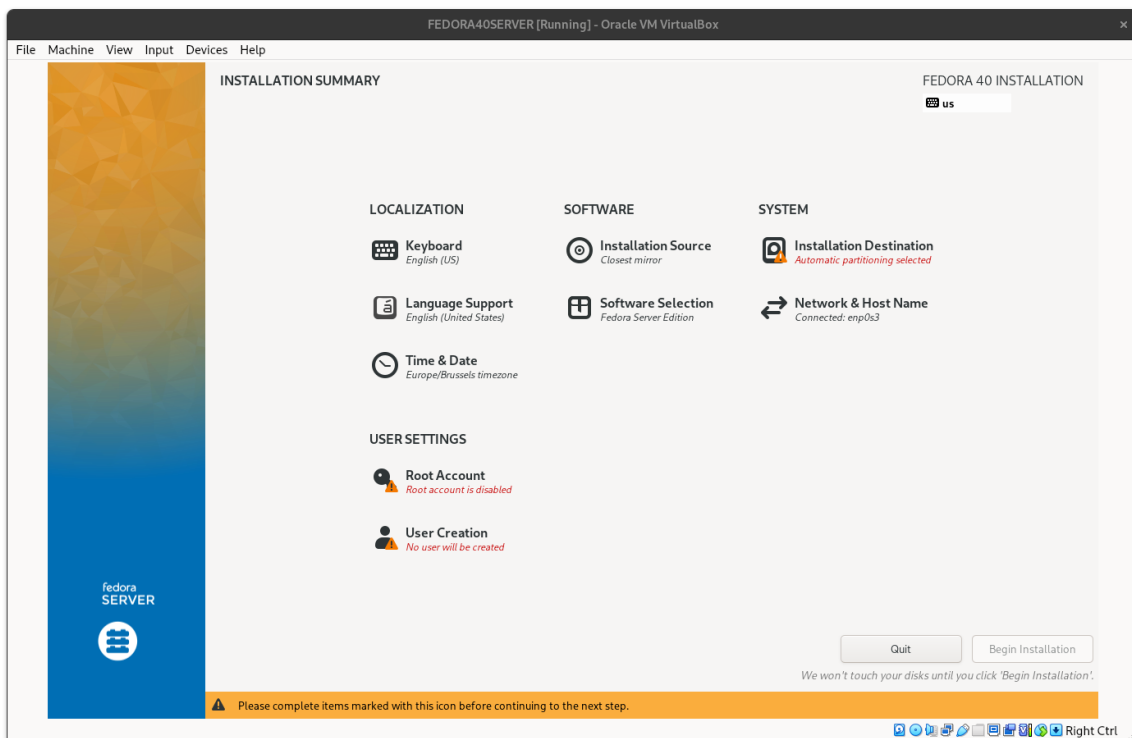 FEDORA40SERVER [Running] - Oracle VM VirtualBox
File Machine View Input Devices Help
INSTALLATION SUMMARY
FEDORA 40 INSTALLATION
us
LOCALIZATION
Keyboard
English (US)
Language Support
English (United States)
Time & Date
Europe/Brussels timezone
SOFTWARE
Installation Source
Closest mirror
Software Selection
Fedora Server Edition
SYSTEM
Installation Destination
Automatic partitioning selected
Network & Host Name
Connected: enp0s3
USER SETTINGS
Root Account
Root account is disabled
User Creation
No user will be created
fedora
SERVER
Quit
Begin Installation
We won't touch your disks until you click 'Begin Installation'.
Please complete items marked with this icon before continuing to the next step.
Right Ctrl